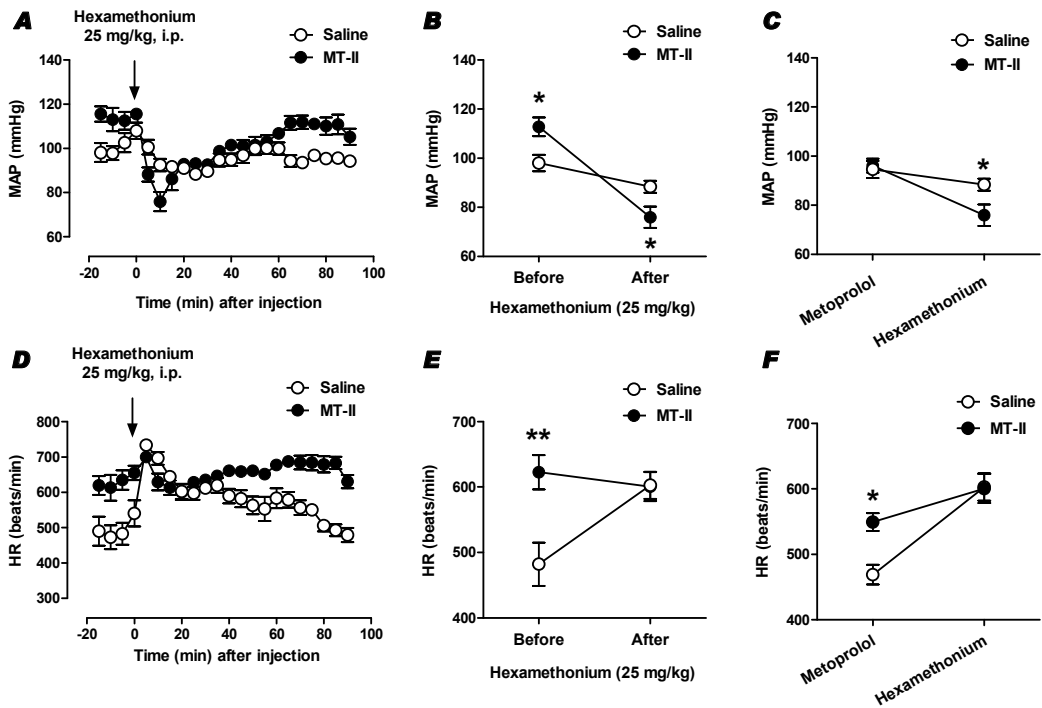 A
Hexamethonium
25 mg/kg, i.p.
Saline
MT-II
140
120
100
80
60
MAP (mmHg)
-20 0 20 40 60 80 100
Time (min) after injection
B
Saline
MT-II
140
120
100
80
60
MAP (mmHg)
*
*
Before After
Hexamethonium (25 mg/kg)
C
Saline
MT-II
140
120
100
80
60
MAP (mmHg)
*
Metoprolol
Hexamethonium
D
Hexamethonium
25 mg/kg, i.p.
Saline
MT-II
800
700
600
500
400
300
HR (beats/min)
-20 0 20 40 60 80 100
Time (min) after injection
E
Saline
MT-II
700
600
500
400
HR (beats/min)
**
Before After
Hexamethonium (25 mg/kg)
F
Saline
MT-II
700
600
500
400
HR (beats/min)
*
Metoprolol
Hexamethonium